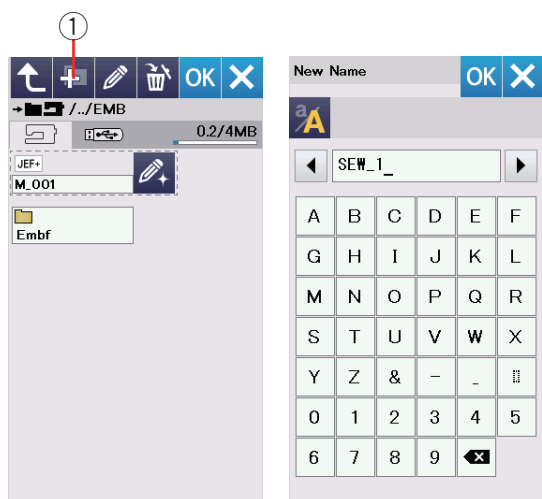 ①
OK
/../EMB
0.2/4MB
JEF+
M_001
Embf
New Name
OK
a/A
SEW_1_
A B C D E F
G H I J K L
M N O P Q R
S T U V W X
Y Z & - _
0 1 2 3 4 5
6 7 8 9